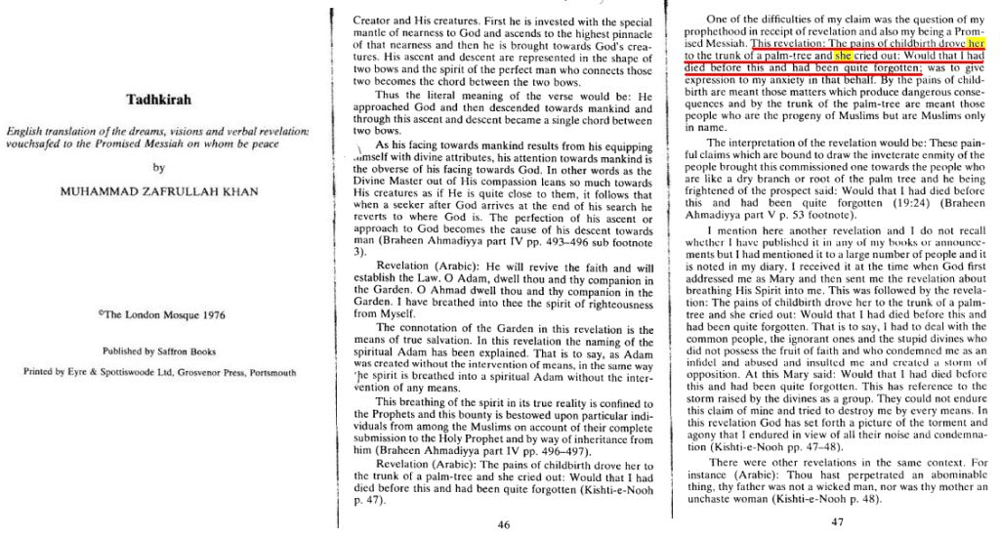 Tadhkirah
English translation of the dreams, visions and verbal revelation:
vouchsafed to the Promised Messiah on whom be peace
by
MUHAMMAD ZAFRULLAH KHAN
©The London Mosque 1976
Published by Saffron Books
Printed by Eyre & Spottiswoode Ltd, Grosvenor Press, Portsmouth
Creator and His creatures. First he is invested with the special
mantle of nearness to God and ascends to the highest pinnacle
of that nearness and then he is brought towards God's crea-
tures. His ascent and descent are represented in the shape of
two bows and the spirit of the perfect man who connects those
two becomes the chord between the two bows.
Thus the literal meaning of the verse would be: He
approached God and then descended towards mankind and
through this ascent and descent became a single chord between
two bows.
As his facing towards mankind results from his equipping
himself with divine attributes, his attention towards mankind is
the obverse of his facing towards God. In other words as the
Divine Master out of His compassion leans so much towards
His creatures as if He is quite close to them, it follows that
when a seeker after God arrives at the end of his search he
reverts to where God is. The perfection of his ascent or
approach to God becomes the cause of his descent towards
man (Braheen Ahmadiyya part IV pp. 493–496 sub footnote
3).
Revelation (Arabic): He will revive the faith and will
establish the Law. O Adam, dwell thou and thy companion in
the Garden. O Ahmad dwell thou and thy companion in the
Garden. I have breathed into thee the spirit of righteousness
from Myself.
The connotation of the Garden in this revelation is the
means of true salvation. In this revelation the naming of the
spiritual Adam has been explained. That is to say, as Adam
was created without the intervention of means, in the same way
he spirit is breathed into a spiritual Adam without the inter-
vention of any means.
This breathing of the spirit in its true reality is confined to
the Prophets and this bounty is bestowed upon particular indi-
viduals from among the Muslims on account of their complete
submission to the Holy Prophet and by way of inheritance from
him (Braheen Ahmadiyya part IV pp. 496–497).
Revelation (Arabic): The pains of childbirth drove her to
the trunk of a palm-tree and she cried out: Would that I had
died before this and had been quite forgotten (Kishti-e-Nooh
p. 47).
46
One of the difficulties of my claim was the question of my
prophethood in receipt of revelation and also my being a Prom-
ised Messiah. This revelation: The pains of childbirth drove her
to the trunk of a palm-tree and she cried out: Would that I had
died before this and had been quite forgotten; was to give
expression to my anxiety in that behalf. By the pains of child-
birth are meant those matters which produce dangerous conse-
quences and by the trunk of the palm-tree are meant those
people who are the progeny of Muslims but are Muslims only
in name.
The interpretation of the revelation would be: These pain-
ful claims which are bound to draw the inveterate enmity of the
people brought this commissioned one towards the people who
are like a dry branch or root of the palm tree and he being
frightened of the prospect said: Would that I had died before
this and had been quite forgotten (19:24) (Braheen
Ahmadiyya part V p. 53 footnote).
I mention here another revelation and I do not recall
whether I have published it in any of my books or announce-
ments but I had mentioned it to a large number of people and it
is noted in my diary. I received it at the time when God first
addressed me as Mary and then sent me the revelation about
breathing His Spirit into me. This was followed by the revela-
tion: The pains of childbirth drove her to the trunk of a palm-
tree and she cried out: Would that I had died before this and
had been quite forgotten. That is to say, I had to deal with the
common people, the ignorant ones and the stupid divines who
did not possess the fruit of faith and who condemned me as an
infidel and abused and insulted me and created a storm of
opposition. At this Mary said: Would that I had died before
this and had been quite forgotten. This has reference to the
storm raised by the divines as a group. They could not endure
this claim of mine and tried to destroy me by every means. In
this revelation God has set forth a picture of the torment and
agony that I endured in view of all their noise and condemna-
tion (Kishti-e-Nooh pp. 47–48).
There were other revelations in the same context. For
instance (Arabic): Thou hast perpetrated an abominable
thing, thy father was not a wicked man, nor was thy mother an
unchaste woman (Kishti-e-Nooh p. 48).
47